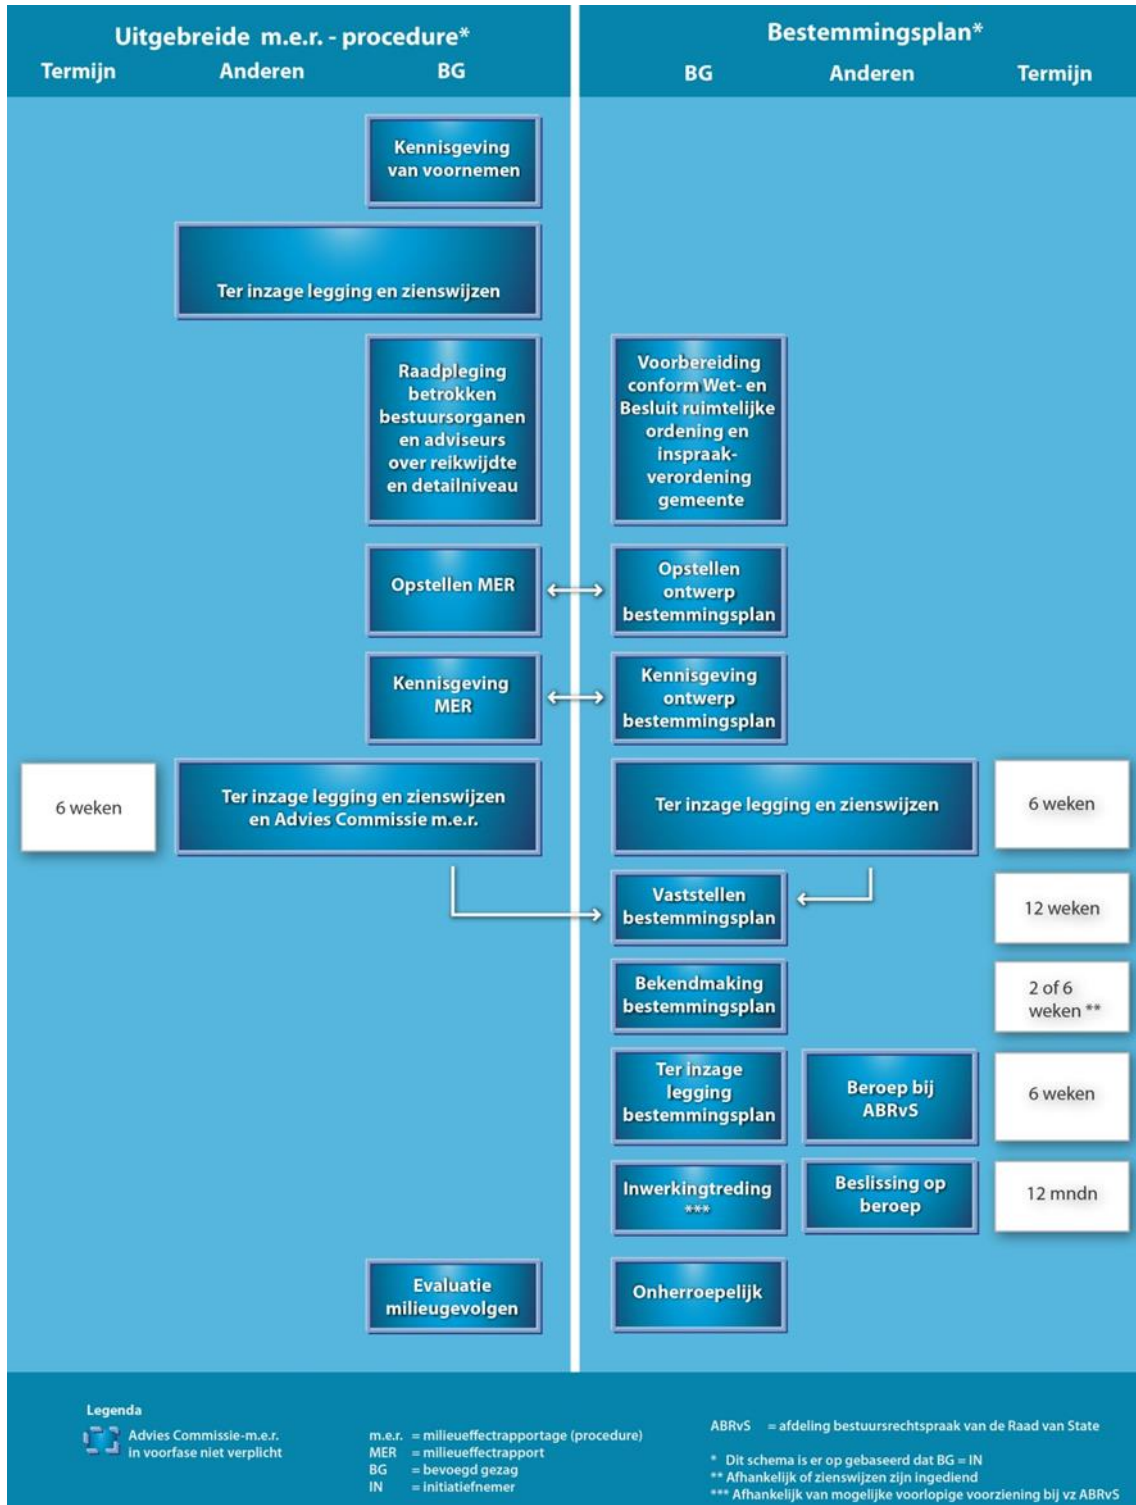 Uitgebreide m.e.r. - procedure*
Termijn Anderen BG
Bestemmingsplan*
BG Anderen Termijn
Kennisgeving
van voornemen
Ter inzage legging en zienswijzen
Raadpleging
betrokken
bestuursorganen
en adviseurs
over reikwijdte
en detailniveau
Voorbereiding
conform Wet- en
Besluit ruimtelijke
ordening en
inspraak-
verordening
gemeente
Opstellen MER
Opstellen
ontwerp
bestemmingsplan
Kennisgeving
MER
Kennisgeving
ontwerp
bestemmingsplan
6 weken
Ter inzage legging en zienswijzen
en Advies Commissie m.e.r.
Ter inzage legging en zienswijzen
6 weken
Vaststellen
bestemmingsplan
12 weken
Bekendmaking
bestemmingsplan
2 of 6
weken **
Ter inzage
legging
bestemmingsplan
Beroep bij
ABRvS
6 weken
Inwerkingtreding
***
Beslissing op
beroep
12 mndn
Evaluatie
milieugevolgen
Onherroepelijk
Legenda
Advies Commissie-m.e.r.
in voorfase niet verplicht
m.e.r. = milieueffectrapportage (procedure)
MER = milieueffectrapport
BG = bevoegd gezag
IN = initiatiefnemer
ABRvS = afdeling bestuursrechtspraak van de Raad van State
* Dit schema is er op gebaseerd dat BG = IN
** Afhankelijk of zienswijzen zijn ingediend
*** Afhankelijk van mogelijke voorlopige voorziening bij vz ABRvS